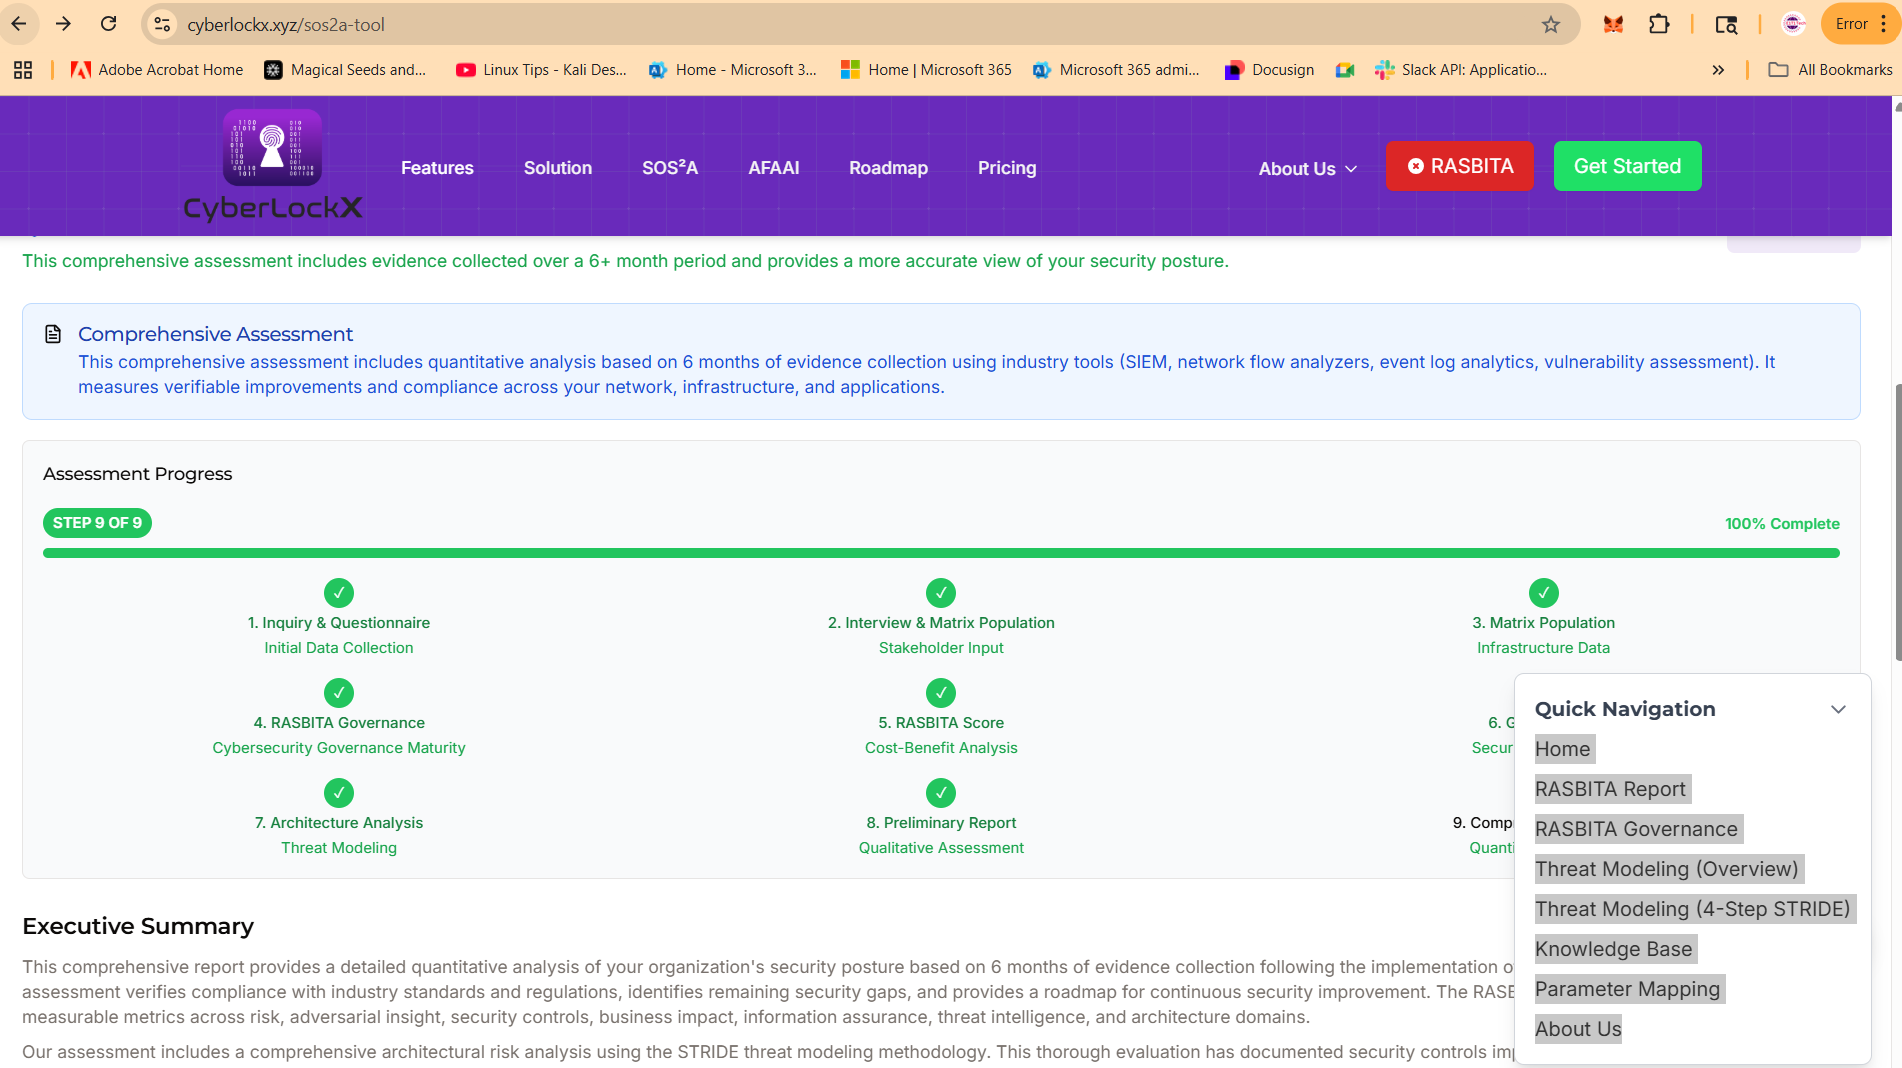 cyberlockx.xyz/sos2a-tool
Error
Adobe Acrobat Home
Magical Seeds and...
Linux Tips - Kali Des...
Home - Microsoft 3...
Home | Microsoft 365
Microsoft 365 admi...
Docusign
Slack API: Applicatio...
All Bookmarks
CyberLockX
Features
Solution
SOS²A
AFAAI
Roadmap
Pricing
About Us
RASBITA
Get Started
This comprehensive assessment includes evidence collected over a 6+ month period and provides a more accurate view of your security posture.
Comprehensive Assessment
This comprehensive assessment includes quantitative analysis based on 6 months of evidence collection using industry tools (SIEM, network flow analyzers, event log analytics, vulnerability assessment). It
measures verifiable improvements and compliance across your network, infrastructure, and applications.
Assessment Progress
STEP 9 OF 9
100% Complete
1. Inquiry & Questionnaire
Initial Data Collection
2. Interview & Matrix Population
Stakeholder Input
3. Matrix Population
Infrastructure Data
4. RASBITA Governance
Cybersecurity Governance Maturity
5. RASBITA Score
Cost-Benefit Analysis
6. G
Secur
7. Architecture Analysis
Threat Modeling
8. Preliminary Report
Qualitative Assessment
9. Comp
Quanti
Quick Navigation
Home
RASBITA Report
RASBITA Governance
Threat Modeling (Overview)
Threat Modeling (4-Step STRIDE)
Knowledge Base
Parameter Mapping
About Us
Executive Summary
This comprehensive report provides a detailed quantitative analysis of your organization's security posture based on 6 months of evidence collection following the implementation o
assessment verifies compliance with industry standards and regulations, identifies remaining security gaps, and provides a roadmap for continuous security improvement. The RASB
measurable metrics across risk, adversarial insight, security controls, business impact, information assurance, threat intelligence, and architecture domains.
Our assessment includes a comprehensive architectural risk analysis using the STRIDE threat modeling methodology. This thorough evaluation has documented security controls im